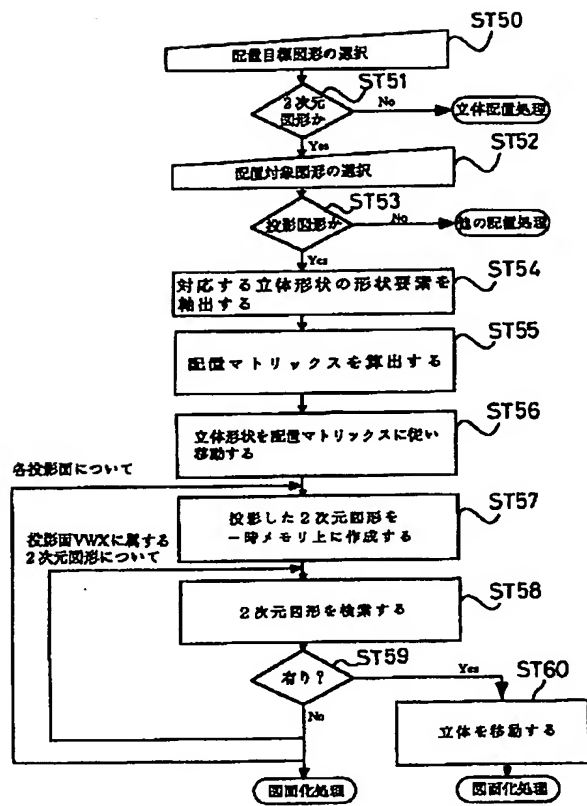 ST50
配置目標図形の選択
ST51
2次元
図形か
No
立体配置処理
Yes
ST52
配置対象図形の選択
ST53
投影図形か
No
他の配置処理
Yes
ST54
対応する立体形状の形状要素を
抽出する
ST55
配置マトリックスを算出する
ST56
立体形状を配置マトリックスに従い
移動する
各投影面について
ST57
投影した2次元図形を
一時メモリ上に作成する
投影面VWXに属する
2次元図形について
ST58
2次元図形を検索する
ST59
有り?
Yes
ST60
No
立体を移動する
図面化処理
図面化処理